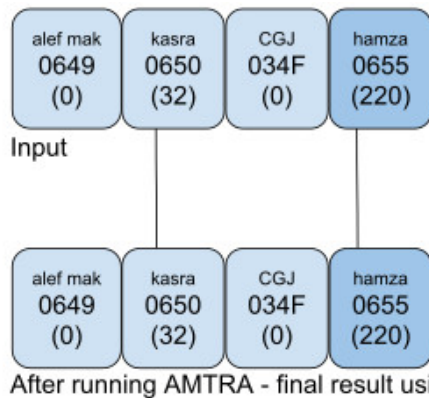 alef mak kasra CGJ hamza
0649 0650 034F 0655
(0) (32) (0) (220)
Input
alef mak kasra CGJ hamza
0649 0650 034F 0655
(0) (32) (0) (220)
After running AMTRA - final result usi